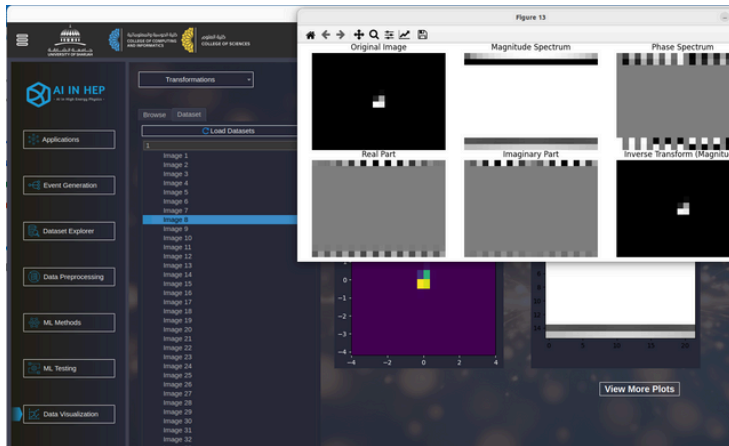 Figure 13
Original Image
Magnitude Spectrum
Phase Spectrum
Real Part
Imaginary Part
Inverse Transform (Magnitu
UNIVERSITY OF SHARJAH
COLLEGE OF COMPUTING
AND INFORMATICS
كلية العلوم
COLLEGE OF SCIENCES
AI IN HEP
AI in High Energy Physics
Applications
Event Generation
Dataset Explorer
Data Preprocessing
ML Methods
ML Testing
Data Visualization
Transformations
Browse
Dataset
Load Datasets
1
Image 1
Image 2
Image 3
Image 4
Image 5
Image 6
Image 7
Image 8
Image 9
Image 10
Image 11
Image 12
Image 13
Image 14
Image 15
Image 16
Image 17
Image 18
Image 19
Image 20
Image 21
Image 22
Image 23
Image 24
Image 25
Image 26
Image 27
Image 28
Image 29
Image 30
Image 31
Image 32
1
0
−1
−2
−3
−4
−4
−2
0
2
4
6
8
10
12
14
0
5
10
15
20
View More Plots